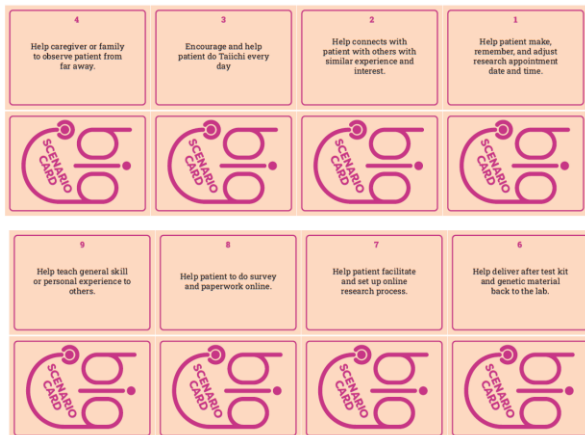 4
Help caregiver or family
to observe patient from
far away.
3
Encourage and help
patient do Taiichi every
day
2
Help connects with
patient with others with
similar experience and
interest.
1
Help patient make,
remember, and adjust
research appointment
date and time.
SCENARIO
CARD
SCENARIO
CARD
SCENARIO
CARD
SCENARIO
CARD
9
Help teach general skill
or personal experience to
others.
8
Help patient to do survey
and paperwork online.
7
Help patient facilitate
and set up online
research process.
6
Help deliver after test kit
and genetic material
back to the lab.
SCENARIO
CARD
SCENARIO
CARD
SCENARIO
CARD
SCENARIO
CARD